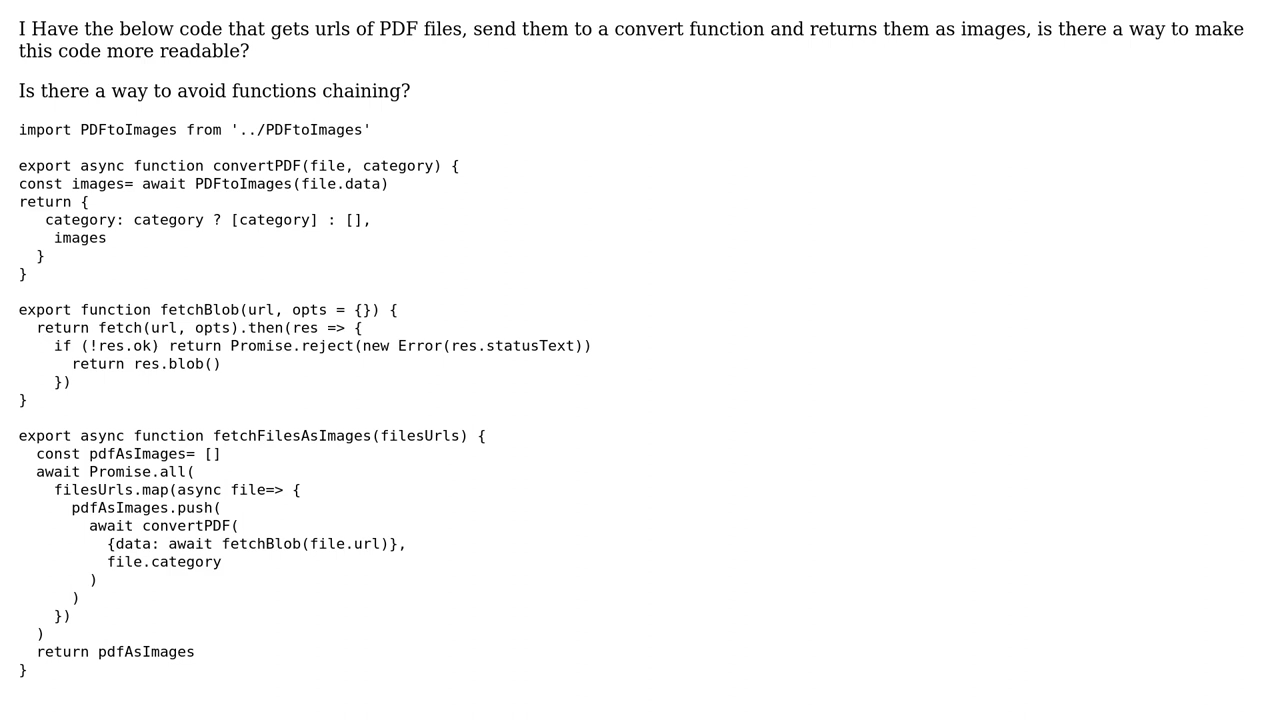 I Have the below code that gets urls of PDF files, send them to a convert function and returns them as images, is there a way to make
this code more readable?
Is there a way to avoid functions chaining?
import PDFtoImages from '../PDFtoImages'
export async function convertPDF(file, category) {
const images= await PDFtoImages(file.data)
return {
   category: category ? [category] : [],
    images
  }
}
export function fetchBlob(url, opts = {}) {
  return fetch(url, opts).then(res => {
    if (!res.ok) return Promise.reject(new Error(res.statusText))
      return res.blob()
    })
}
export async function fetchFilesAsImages(filesUrls) {
  const pdfAsImages= []
  await Promise.all(
    filesUrls.map(async file=> {
      pdfAsImages.push(
        await convertPDF(
          {data: await fetchBlob(file.url)},
          file.category
        )
      )
    })
  )
  return pdfAsImages
}